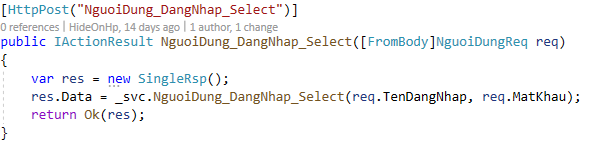 [HttpPost("NguoiDung_DangNhap_Select")]
0 references | HideOnHp, 14 days ago | 1 author, 1 change
public IActionResult NguoiDung_DangNhap_Select([FromBody]NguoiDungReq req)
{
var res = new SingleRsp();
res.Data = _svc.NguoiDung_DangNhap_Select(req.TenDangNhap, req.MatKhau);
return Ok(res);
}